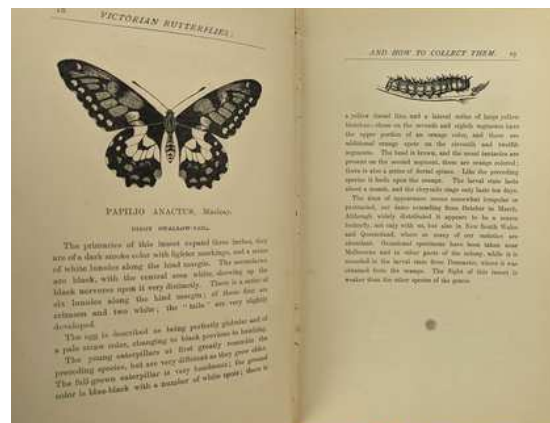 VICTORIAN BUTTERFLIES:
PAPILIO ANACTUS, Macleay.
DINGY SWALLOW-TAIL.
The primaries of this insect expand three inches, they
are of a dark smoke color with lighter markings, and a series
of white lunules along the hind margin. The secondaries
are black, with the central area white, showing up the
black nervures upon it very distinctly. There is a series of
six lunules along the hind margin; of these four are
crimson and two white; the "tails" are very slightly
developed.
The egg is described as being perfectly globular and of
a pale straw color, changing to black previous to hatching.
The young caterpillars at first greatly resemble the
preceding species, but are very different as they grow older.
The full grown caterpillar is very handsome; the ground
color is blue-black with a number of white spots; there is
AND HOW TO COLLECT THEM.
a yellow dorsal line and a lateral series of large yellow
blotches; those on the seventh and eighth segments have
the upper portion of an orange color, and there are
additional orange spots on the eleventh and twelfth
segments. The head is brown, and the usual tentacles are
present on the second segment, these are orange colored;
there is also a series of dorsal spines. Like the preceding
species it feeds upon the orange. The larval state lasts
about a month, and the chrysalis stage only lasts ten days.
The time of appearance seems somewhat irregular or
protracted, our dates extending from October to March.
Although widely distributed it appears to be a scarce
butterfly, not only with us, but also in New South Wales
and Queensland, where so many of our rarities are
abundant. Occasional specimens have been taken near
Melbourne and in other parts of the colony, while it is
recorded in the larval state from Doncaster, where it was
obtained from the orange. The flight of this insect is
weaker than the other species of the genus.